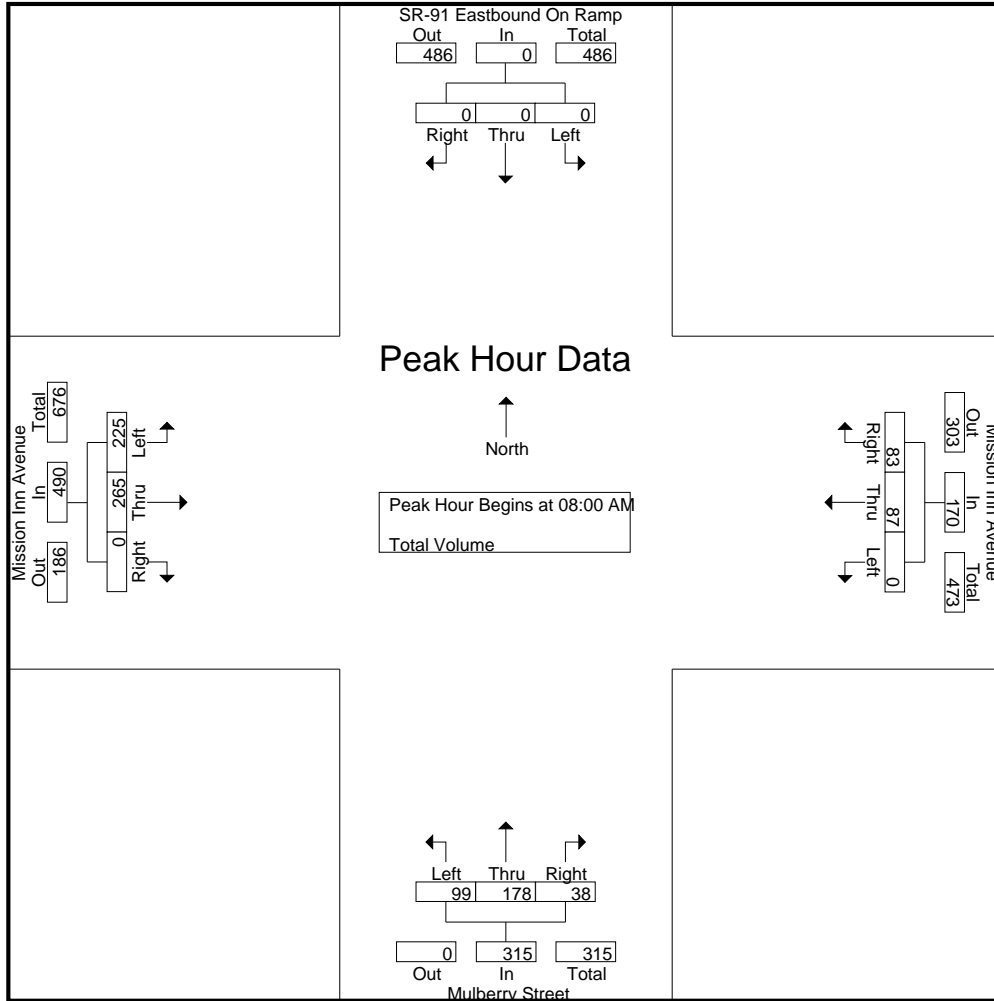 SR-91 Eastbound On Ramp
Out In Total
486 0 486
0 0 0
Right Thru Left
Peak Hour Data
North
Peak Hour Begins at 08:00 AM
Total Volume
Mission Inn Avenue
Out In Total
186 490 676
0 265 225
Right Thru Left
Mission Inn Avenue
Out In Total
303 170 473
83 87 0
Right Thru Left
Left Thru Right
99 178 38
0 315 315
Out In Total
Mulberry Street